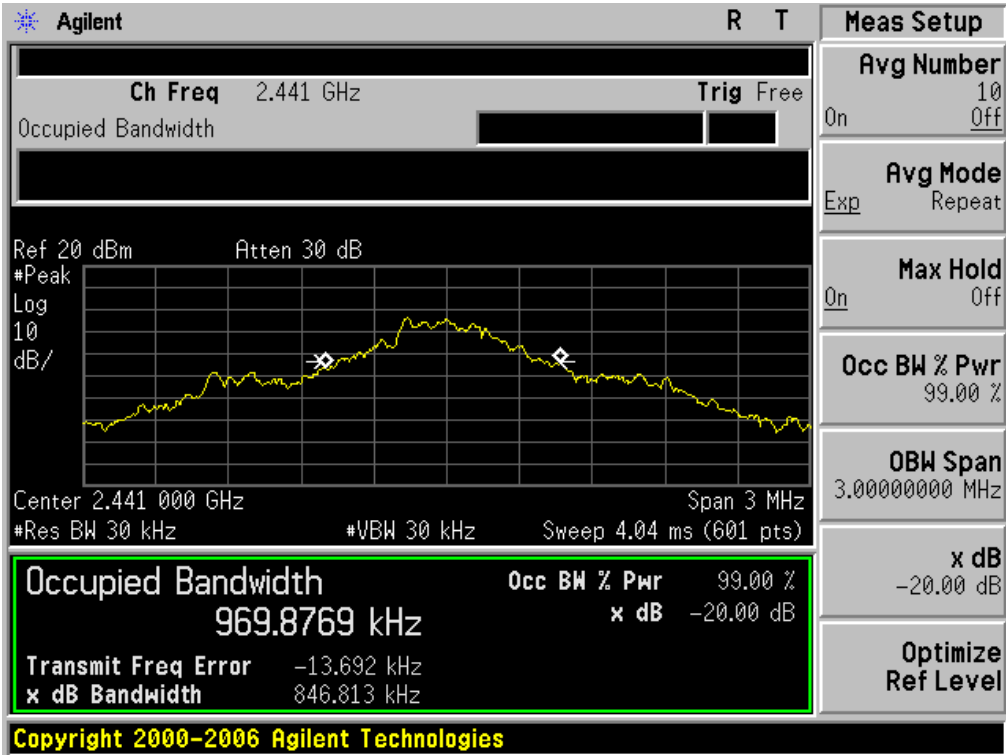 Agilent R T
Ch Freq 2.441 GHz Trig Free
Occupied Bandwidth
Ref 20 dBm Atten 30 dB
#Peak
Log
10
dB/
Center 2.441 000 GHz Span 3 MHz
#Res BW 30 kHz #VBW 30 kHz Sweep 4.04 ms (601 pts)
Occupied Bandwidth Occ BW % Pwr 99.00 %
969.8769 kHz x dB -20.00 dB
Transmit Freq Error -13.692 kHz
x dB Bandwidth 846.813 kHz
Copyright 2000-2006 Agilent Technologies
Meas Setup
Avg Number
10
On Off
Avg Mode
Exp Repeat
Max Hold
On Off
Occ BW % Pwr
99.00 %
OBW Span
3.00000000 MHz
x dB
-20.00 dB
Optimize
Ref Level